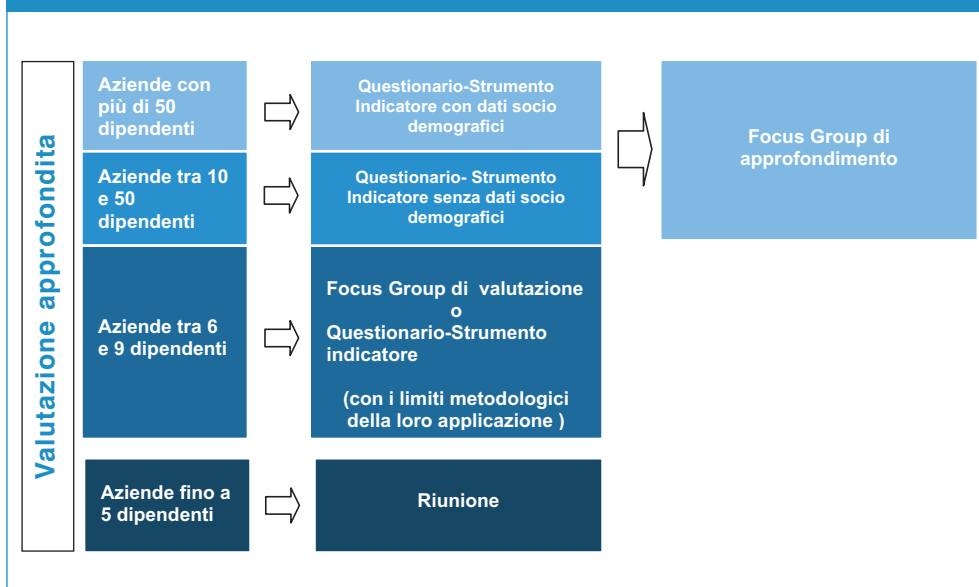 Valutazione approfondita
Aziende con
più di 50
dipendenti
Questionario-Strumento
Indicatore con dati socio
demografici
Focus Group di
approfondimento
Aziende tra 10
e 50
dipendenti
Questionario- Strumento
Indicatore senza dati socio
demografici
Aziende tra 6
e 9 dipendenti
Focus Group di  valutazione
o
Questionario-Strumento
indicatore
(con i limiti metodologici
della loro applicazione )
Aziende fino a
5 dipendenti
Riunione